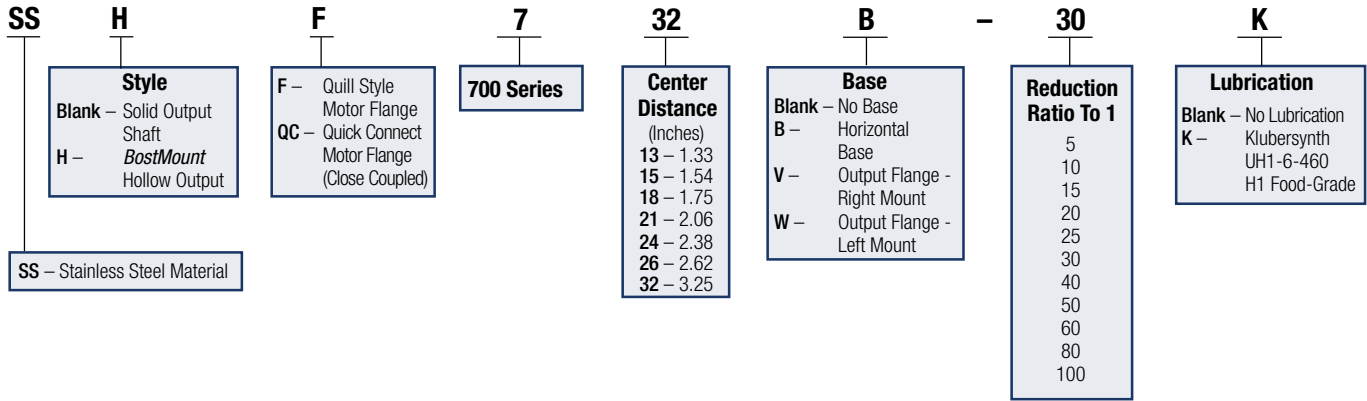 SS H F 7 32 B – 30 K
Style
Blank – Solid Output
Shaft
H – BostMount
Hollow Output
F – Quill Style
Motor Flange
QC – Quick Connect
Motor Flange
(Close Coupled)
700 Series
Center
Distance
(Inches)
13 – 1.33
15 – 1.54
18 – 1.75
21 – 2.06
24 – 2.38
26 – 2.62
32 – 3.25
Base
Blank – No Base
B – Horizontal
Base
V – Output Flange -
Right Mount
W – Output Flange -
Left Mount
Reduction
Ratio To 1
5
10
15
20
25
30
40
50
60
80
100
Lubrication
Blank – No Lubrication
K – Klubersynth
UH1-6-460
H1 Food-Grade
SS – Stainless Steel Material